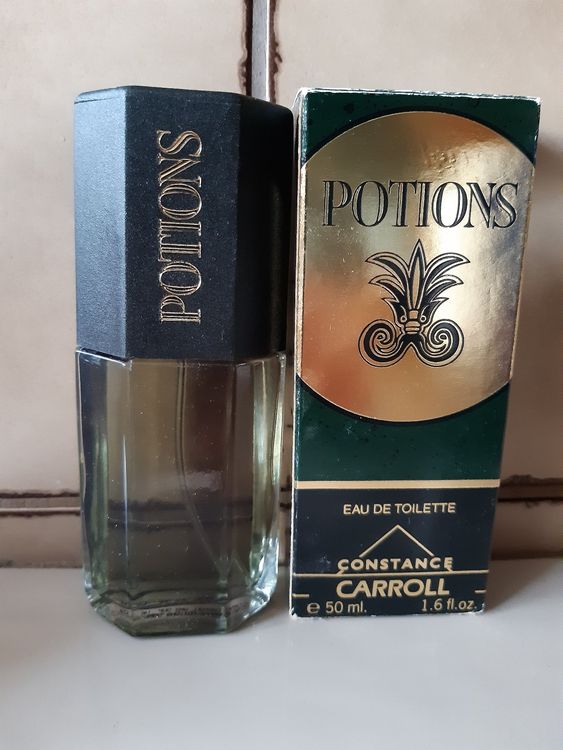 POTIONS
POTIONS
EAU DE TOILETTE
CONSTANCE
CARROLL
e 50 ml. 1.6 fl.oz.